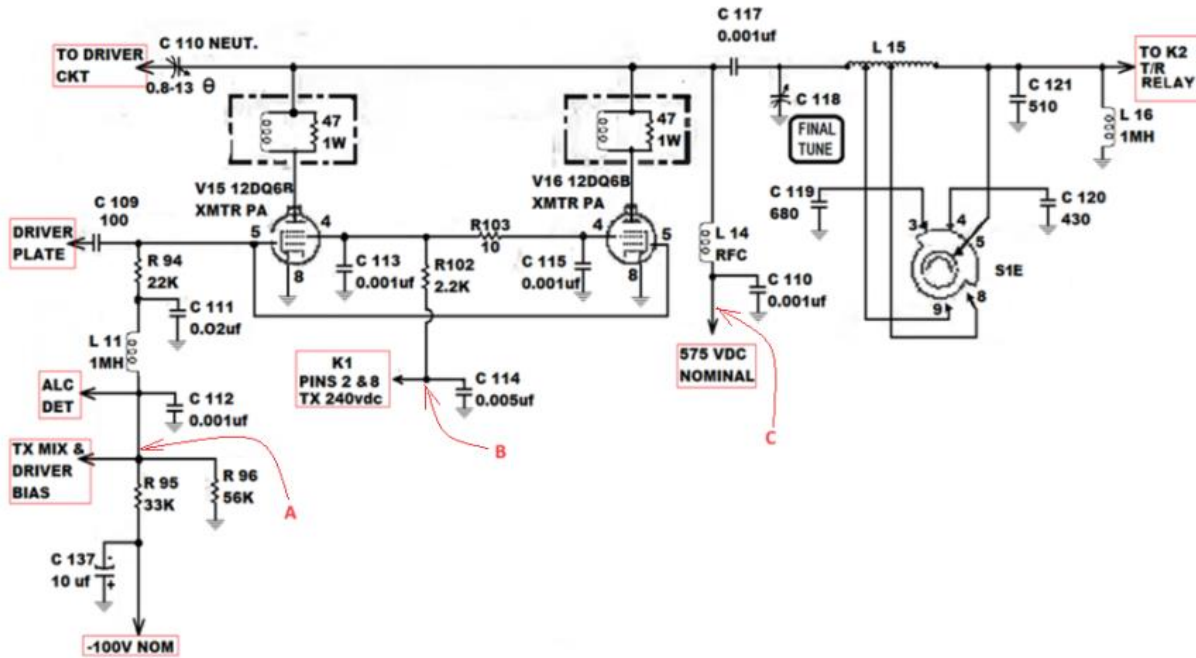 C 117
0.001uf
C 110 NEUT.
TO DRIVER
CKT
0.8-13 θ
L 15
TO K2
T/R
RELAY
C 118
FINAL
TUNE
C 121
510
L 16
1MH
47
1W
47
1W
V15 12DQ6B
XMTR PA
V16 12DQ6B
XMTR PA
C 119
680
C 120
430
C 109
100
DRIVER
PLATE
5
4
8
R103
10
4
5
8
3
4
5
8
9
S1E
R 94
22K
C 113
0.001uf
R102
2.2K
C 115
0.001uf
L 14
RFC
C 110
0.001uf
C 111
0.02uf
L 11
1MH
K1
PINS 2 & 8
TX 240vdc
C 114
0.005uf
575 VDC
NOMINAL
ALC
DET
C 112
0.001uf
B
C
TX MIX &
DRIVER
BIAS
R 95
33K
R 96
56K
A
C 137
10 uf
-
+
-100V NOM